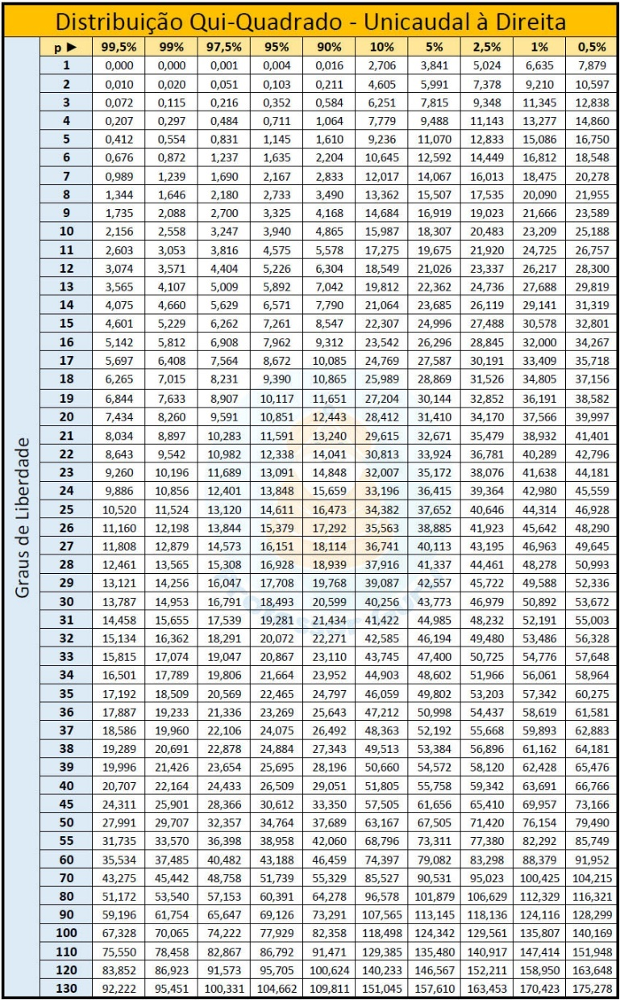 Distribuição Qui-Quadrado - Unicaudal à Direita
Graus de Liberdade
p ► 99,5% 99% 97,5% 95% 90% 10% 5% 2,5% 1% 0,5%
1 0,000 0,000 0,001 0,004 0,016 2,706 3,841 5,024 6,635 7,879
2 0,010 0,020 0,051 0,103 0,211 4,605 5,991 7,378 9,210 10,597
3 0,072 0,115 0,216 0,352 0,584 6,251 7,815 9,348 11,345 12,838
4 0,207 0,297 0,484 0,711 1,064 7,779 9,488 11,143 13,277 14,860
5 0,412 0,554 0,831 1,145 1,610 9,236 11,070 12,833 15,086 16,750
6 0,676 0,872 1,237 1,635 2,204 10,645 12,592 14,449 16,812 18,548
7 0,989 1,239 1,690 2,167 2,833 12,017 14,067 16,013 18,475 20,278
8 1,344 1,646 2,180 2,733 3,490 13,362 15,507 17,535 20,090 21,955
9 1,735 2,088 2,700 3,325 4,168 14,684 16,919 19,023 21,666 23,589
10 2,156 2,558 3,247 3,940 4,865 15,987 18,307 20,483 23,209 25,188
11 2,603 3,053 3,816 4,575 5,578 17,275 19,675 21,920 24,725 26,757
12 3,074 3,571 4,404 5,226 6,304 18,549 21,026 23,337 26,217 28,300
13 3,565 4,107 5,009 5,892 7,042 19,812 22,362 24,736 27,688 29,819
14 4,075 4,660 5,629 6,571 7,790 21,064 23,685 26,119 29,141 31,319
15 4,601 5,229 6,262 7,261 8,547 22,307 24,996 27,488 30,578 32,801
16 5,142 5,812 6,908 7,962 9,312 23,542 26,296 28,845 32,000 34,267
17 5,697 6,408 7,564 8,672 10,085 24,769 27,587 30,191 33,409 35,718
18 6,265 7,015 8,231 9,390 10,865 25,989 28,869 31,526 34,805 37,156
19 6,844 7,633 8,907 10,117 11,651 27,204 30,144 32,852 36,191 38,582
20 7,434 8,260 9,591 10,851 12,443 28,412 31,410 34,170 37,566 39,997
21 8,034 8,897 10,283 11,591 13,240 29,615 32,671 35,479 38,932 41,401
22 8,643 9,542 10,982 12,338 14,041 30,813 33,924 36,781 40,289 42,796
23 9,260 10,196 11,689 13,091 14,848 32,007 35,172 38,076 41,638 44,181
24 9,886 10,856 12,401 13,848 15,659 33,196 36,415 39,364 42,980 45,559
25 10,520 11,524 13,120 14,611 16,473 34,382 37,652 40,646 44,314 46,928
26 11,160 12,198 13,844 15,379 17,292 35,563 38,885 41,923 45,642 48,290
27 11,808 12,879 14,573 16,151 18,114 36,741 40,113 43,195 46,963 49,645
28 12,461 13,565 15,308 16,928 18,939 37,916 41,337 44,461 48,278 50,993
29 13,121 14,256 16,047 17,708 19,768 39,087 42,557 45,722 49,588 52,336
30 13,787 14,953 16,791 18,493 20,599 40,256 43,773 46,979 50,892 53,672
31 14,458 15,655 17,539 19,281 21,434 41,422 44,985 48,232 52,191 55,003
32 15,134 16,362 18,291 20,072 22,271 42,585 46,194 49,480 53,486 56,328
33 15,815 17,074 19,047 20,867 23,110 43,745 47,400 50,725 54,776 57,648
34 16,501 17,789 19,806 21,664 23,952 44,903 48,602 51,966 56,061 58,964
35 17,192 18,509 20,569 22,465 24,797 46,059 49,802 53,203 57,342 60,275
36 17,887 19,233 21,336 23,269 25,643 47,212 50,998 54,437 58,619 61,581
37 18,586 19,960 22,106 24,075 26,492 48,363 52,192 55,668 59,893 62,883
38 19,289 20,691 22,878 24,884 27,343 49,513 53,384 56,896 61,162 64,181
39 19,996 21,426 23,654 25,695 28,196 50,660 54,572 58,120 62,428 65,476
40 20,707 22,164 24,433 26,509 29,051 51,805 55,758 59,342 63,691 66,766
45 24,311 25,901 28,366 30,612 33,350 57,505 61,656 65,410 69,957 73,166
50 27,991 29,707 32,357 34,764 37,689 63,167 67,505 71,420 76,154 79,490
55 31,735 33,570 36,398 38,958 42,060 68,796 73,311 77,380 82,292 85,749
60 35,534 37,485 40,482 43,188 46,459 74,397 79,082 83,298 88,379 91,952
70 43,275 45,442 48,758 51,739 55,329 85,527 90,531 95,023 100,425 104,215
80 51,172 53,540 57,153 60,391 64,278 96,578 101,879 106,629 112,329 116,321
90 59,196 61,754 65,647 69,126 73,291 107,565 113,145 118,136 124,116 128,299
100 67,328 70,065 74,222 77,929 82,358 118,498 124,342 129,561 135,807 140,169
110 75,550 78,458 82,867 86,792 91,471 129,385 135,480 140,917 147,414 151,948
120 83,852 86,923 91,573 95,705 100,624 140,233 146,567 152,211 158,950 163,648
130 92,222 95,451 100,331 104,662 109,811 151,045 157,610 163,453 170,423 175,278
Professor Guru